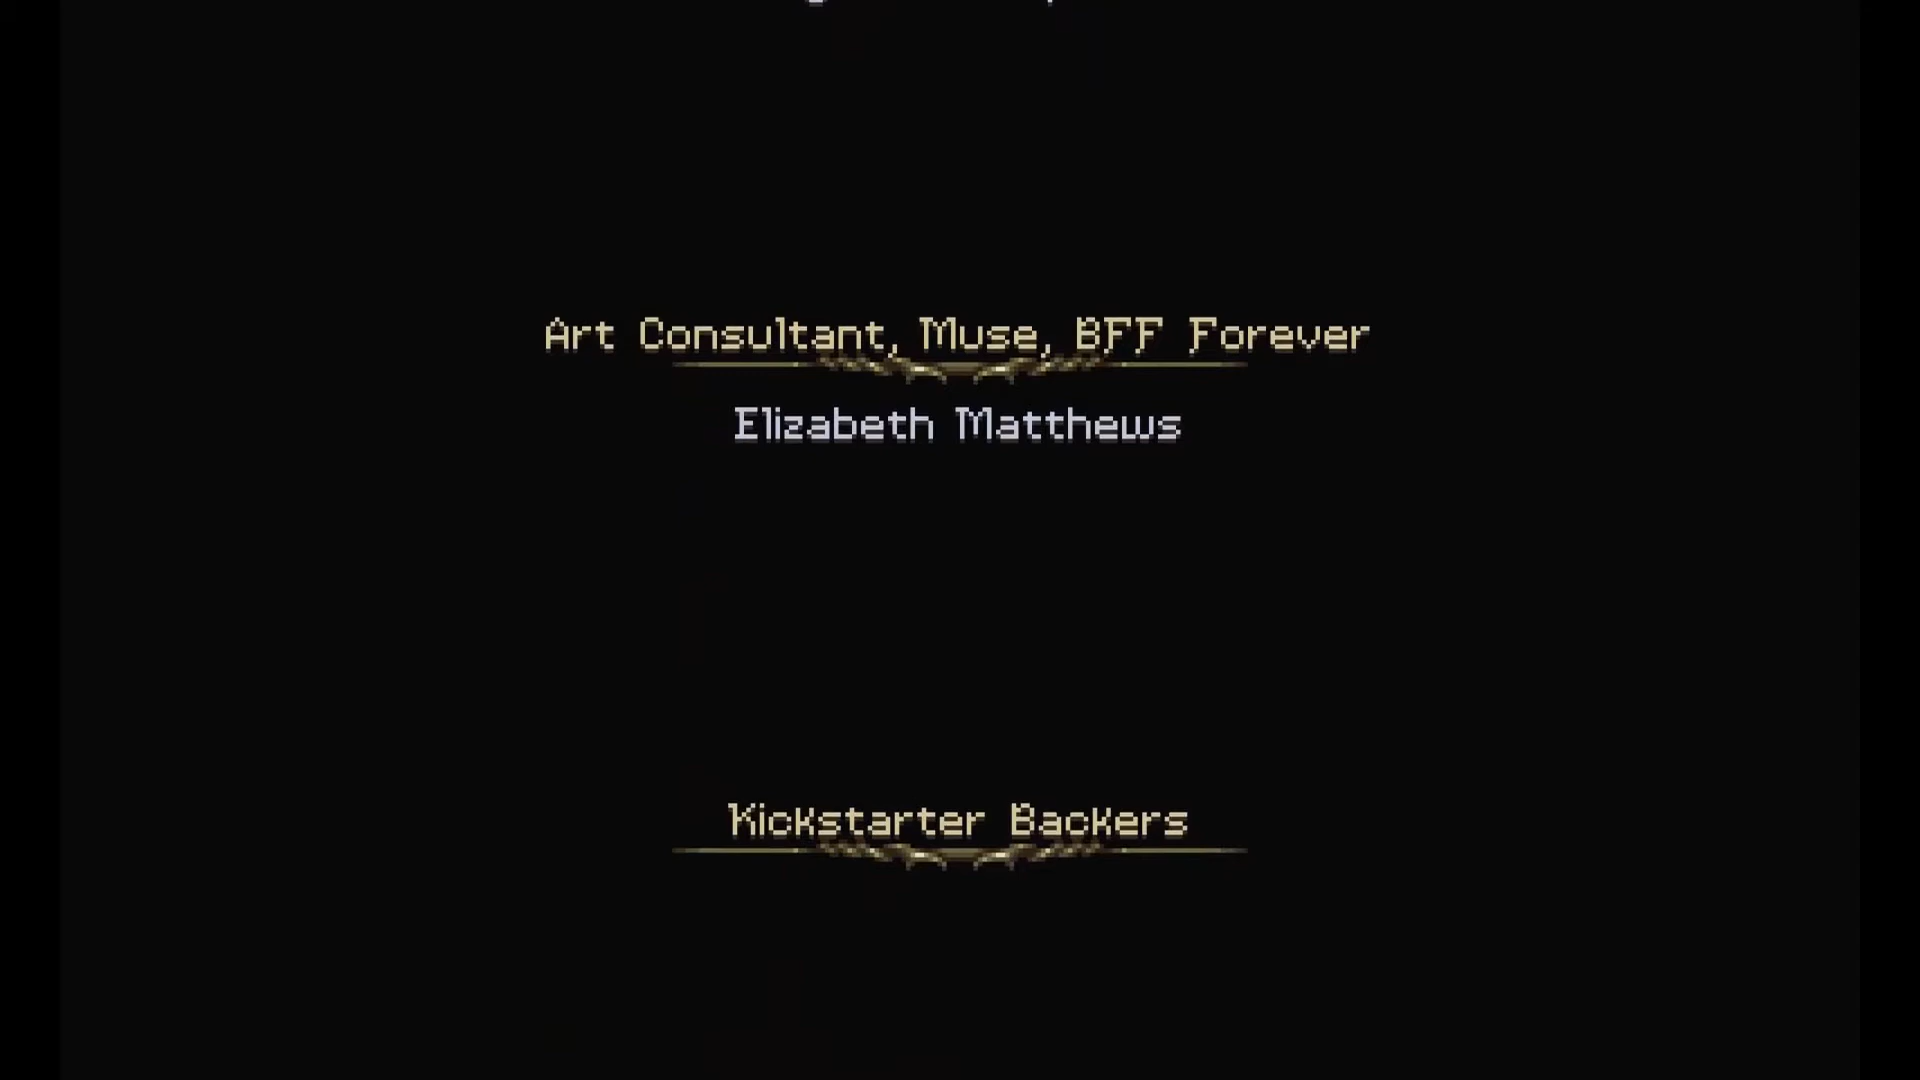 Art Consultant, Muse, BFF Forever
Elizabeth Matthews
Kickstarter Backers